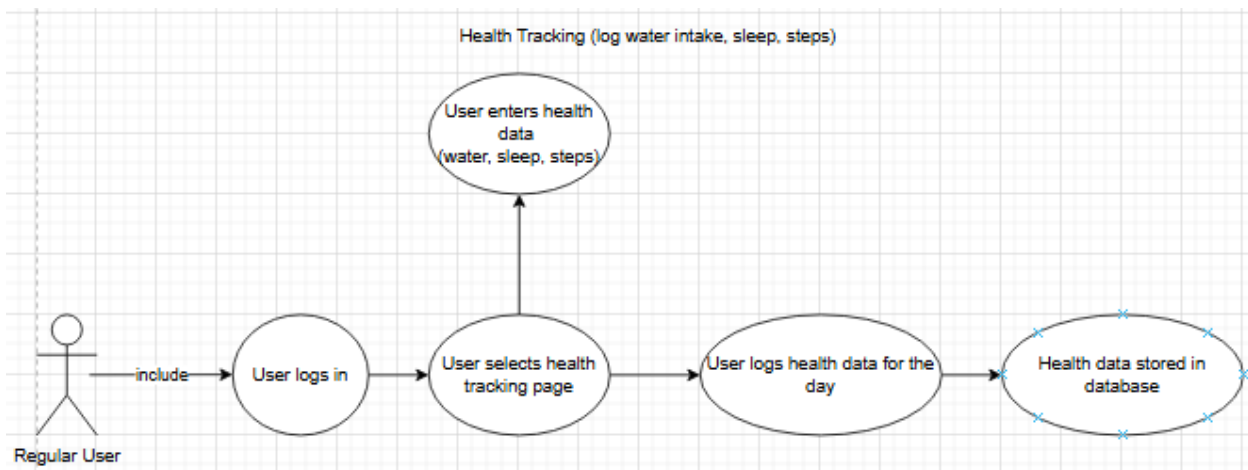 Health Tracking (log water intake, sleep, steps)
User enters health
data
(water, sleep, steps)
include
User logs in
User selects health
tracking page
User logs health data for the
day
Health data stored in
database
Regular User